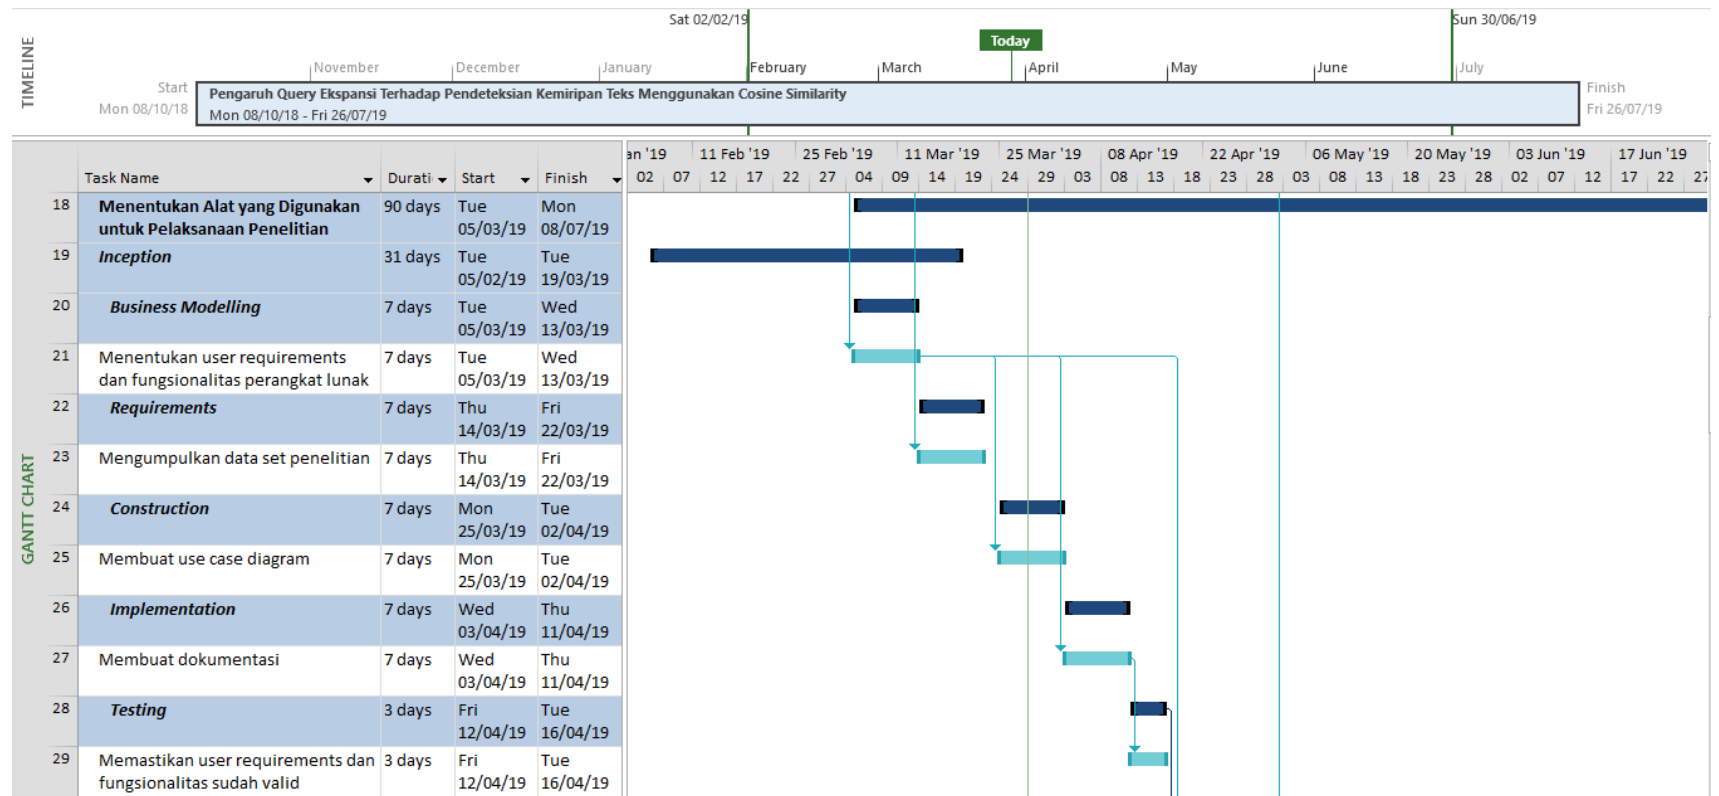 Sat 02/02/19
Sun 30/06/19
Today
TIMELINE
November December January February March April May June July
Start
Mon 08/10/18
Pengaruh Query Ekspansi Terhadap Pendeteksian Kemiripan Teks Menggunakan Cosine Similarity
Mon 08/10/18 - Fri 26/07/19
Finish
Fri 26/07/19
an '19 11 Feb '19 25 Feb '19 11 Mar '19 25 Mar '19 08 Apr '19 22 Apr '19 06 May '19 20 May '19 03 Jun '19 17 Jun '19
Task Name Durati Start Finish
02 07 12 17 22 27 04 09 14 19 24 29 03 08 13 18 23 28 03 08 13 18 23 28 02 07 12 17 22 27
GANTT CHART
18 Menentukan Alat yang Digunakan 90 days Tue Mon
untuk Pelaksanaan Penelitian 05/03/19 08/07/19
19 Inception 31 days Tue Tue
05/02/19 19/03/19
20 Business Modelling 7 days Tue Wed
05/03/19 13/03/19
21 Menentukan user requirements 7 days Tue Wed
dan fungsionalitas perangkat lunak 05/03/19 13/03/19
22 Requirements 7 days Thu Fri
14/03/19 22/03/19
23 Mengumpulkan data set penelitian 7 days Thu Fri
14/03/19 22/03/19
24 Construction 7 days Mon Tue
25/03/19 02/04/19
25 Membuat use case diagram 7 days Mon Tue
25/03/19 02/04/19
26 Implementation 7 days Wed Thu
03/04/19 11/04/19
27 Membuat dokumentasi 7 days Wed Thu
03/04/19 11/04/19
28 Testing 3 days Fri Tue
12/04/19 16/04/19
29 Memastikan user requirements dan 3 days Fri Tue
fungsionalitas sudah valid 12/04/19 16/04/19